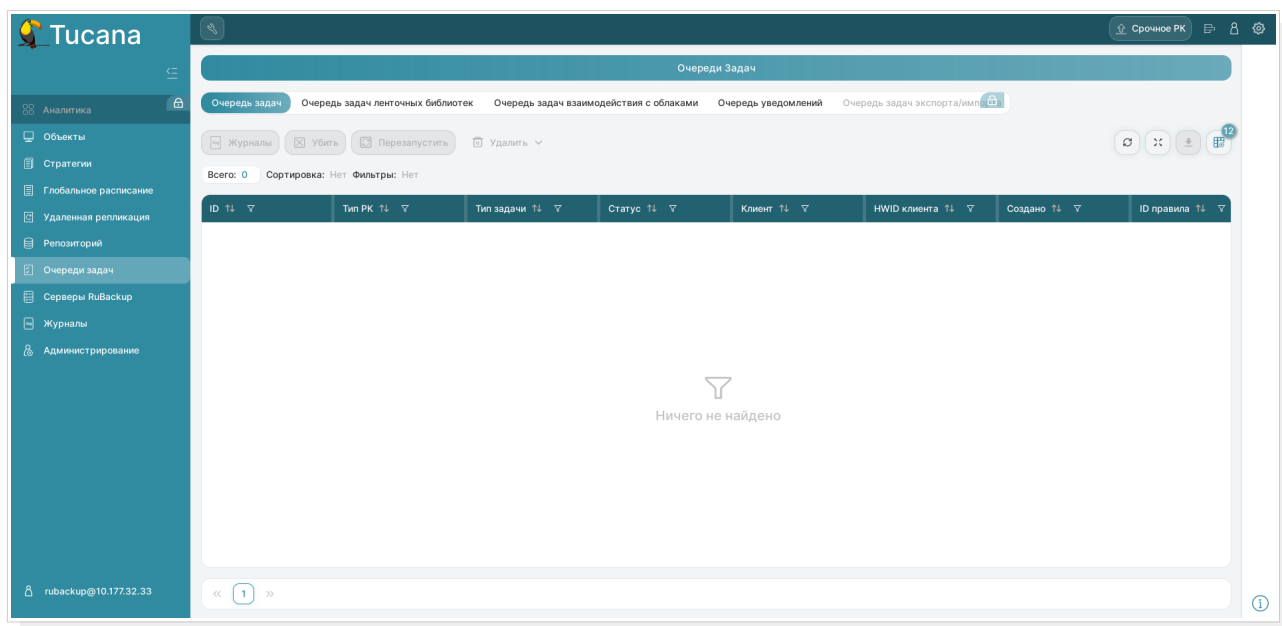 Tucana
Срочное РК
Очереди Задач
Аналитика
Объекты
Стратегии
Глобальное расписание
Удаленная репликация
Репозиторий
Очереди задач
Серверы RuBackup
Журналы
Администрирование
rubackup@10.177.32.33
Очередь задач Очередь задач ленточных библиотек Очередь задач взаимодействия с облаками Очередь уведомлений Очередь задач экспорта/импорта
Журналы Убить Перезапустить Удалить 12
Всего: 0 Сортировка: Нет Фильтры: Нет
ID Тип РК Тип задачи Статус Клиент HWID клиента Создано ID правила
Ничего не найдено
« 1 »